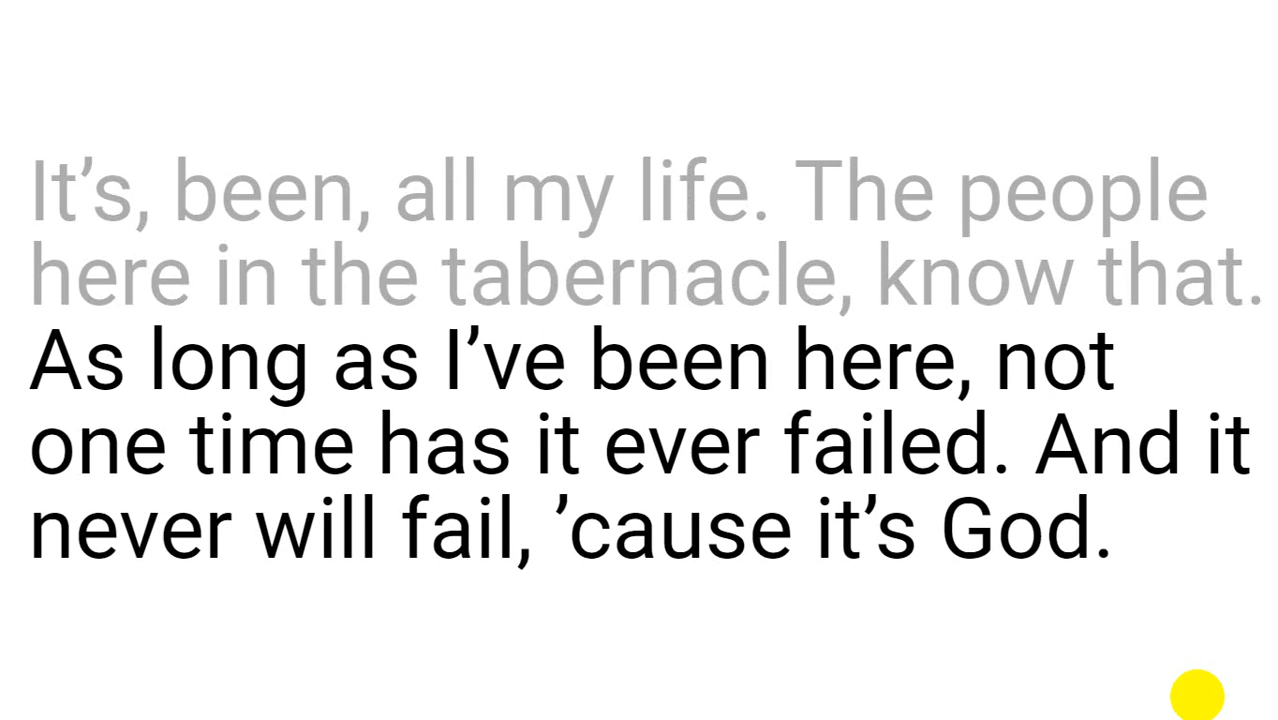 It’s, been, all my life. The people
here in the tabernacle, know that.
As long as I’ve been here, not
one time has it ever failed. And it
never will fail, ’cause it’s God.